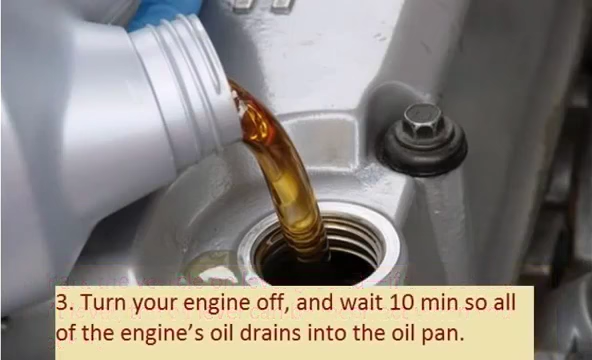 3. Turn your engine off, and wait 10 min so all
of the engine's oil drains into the oil pan.